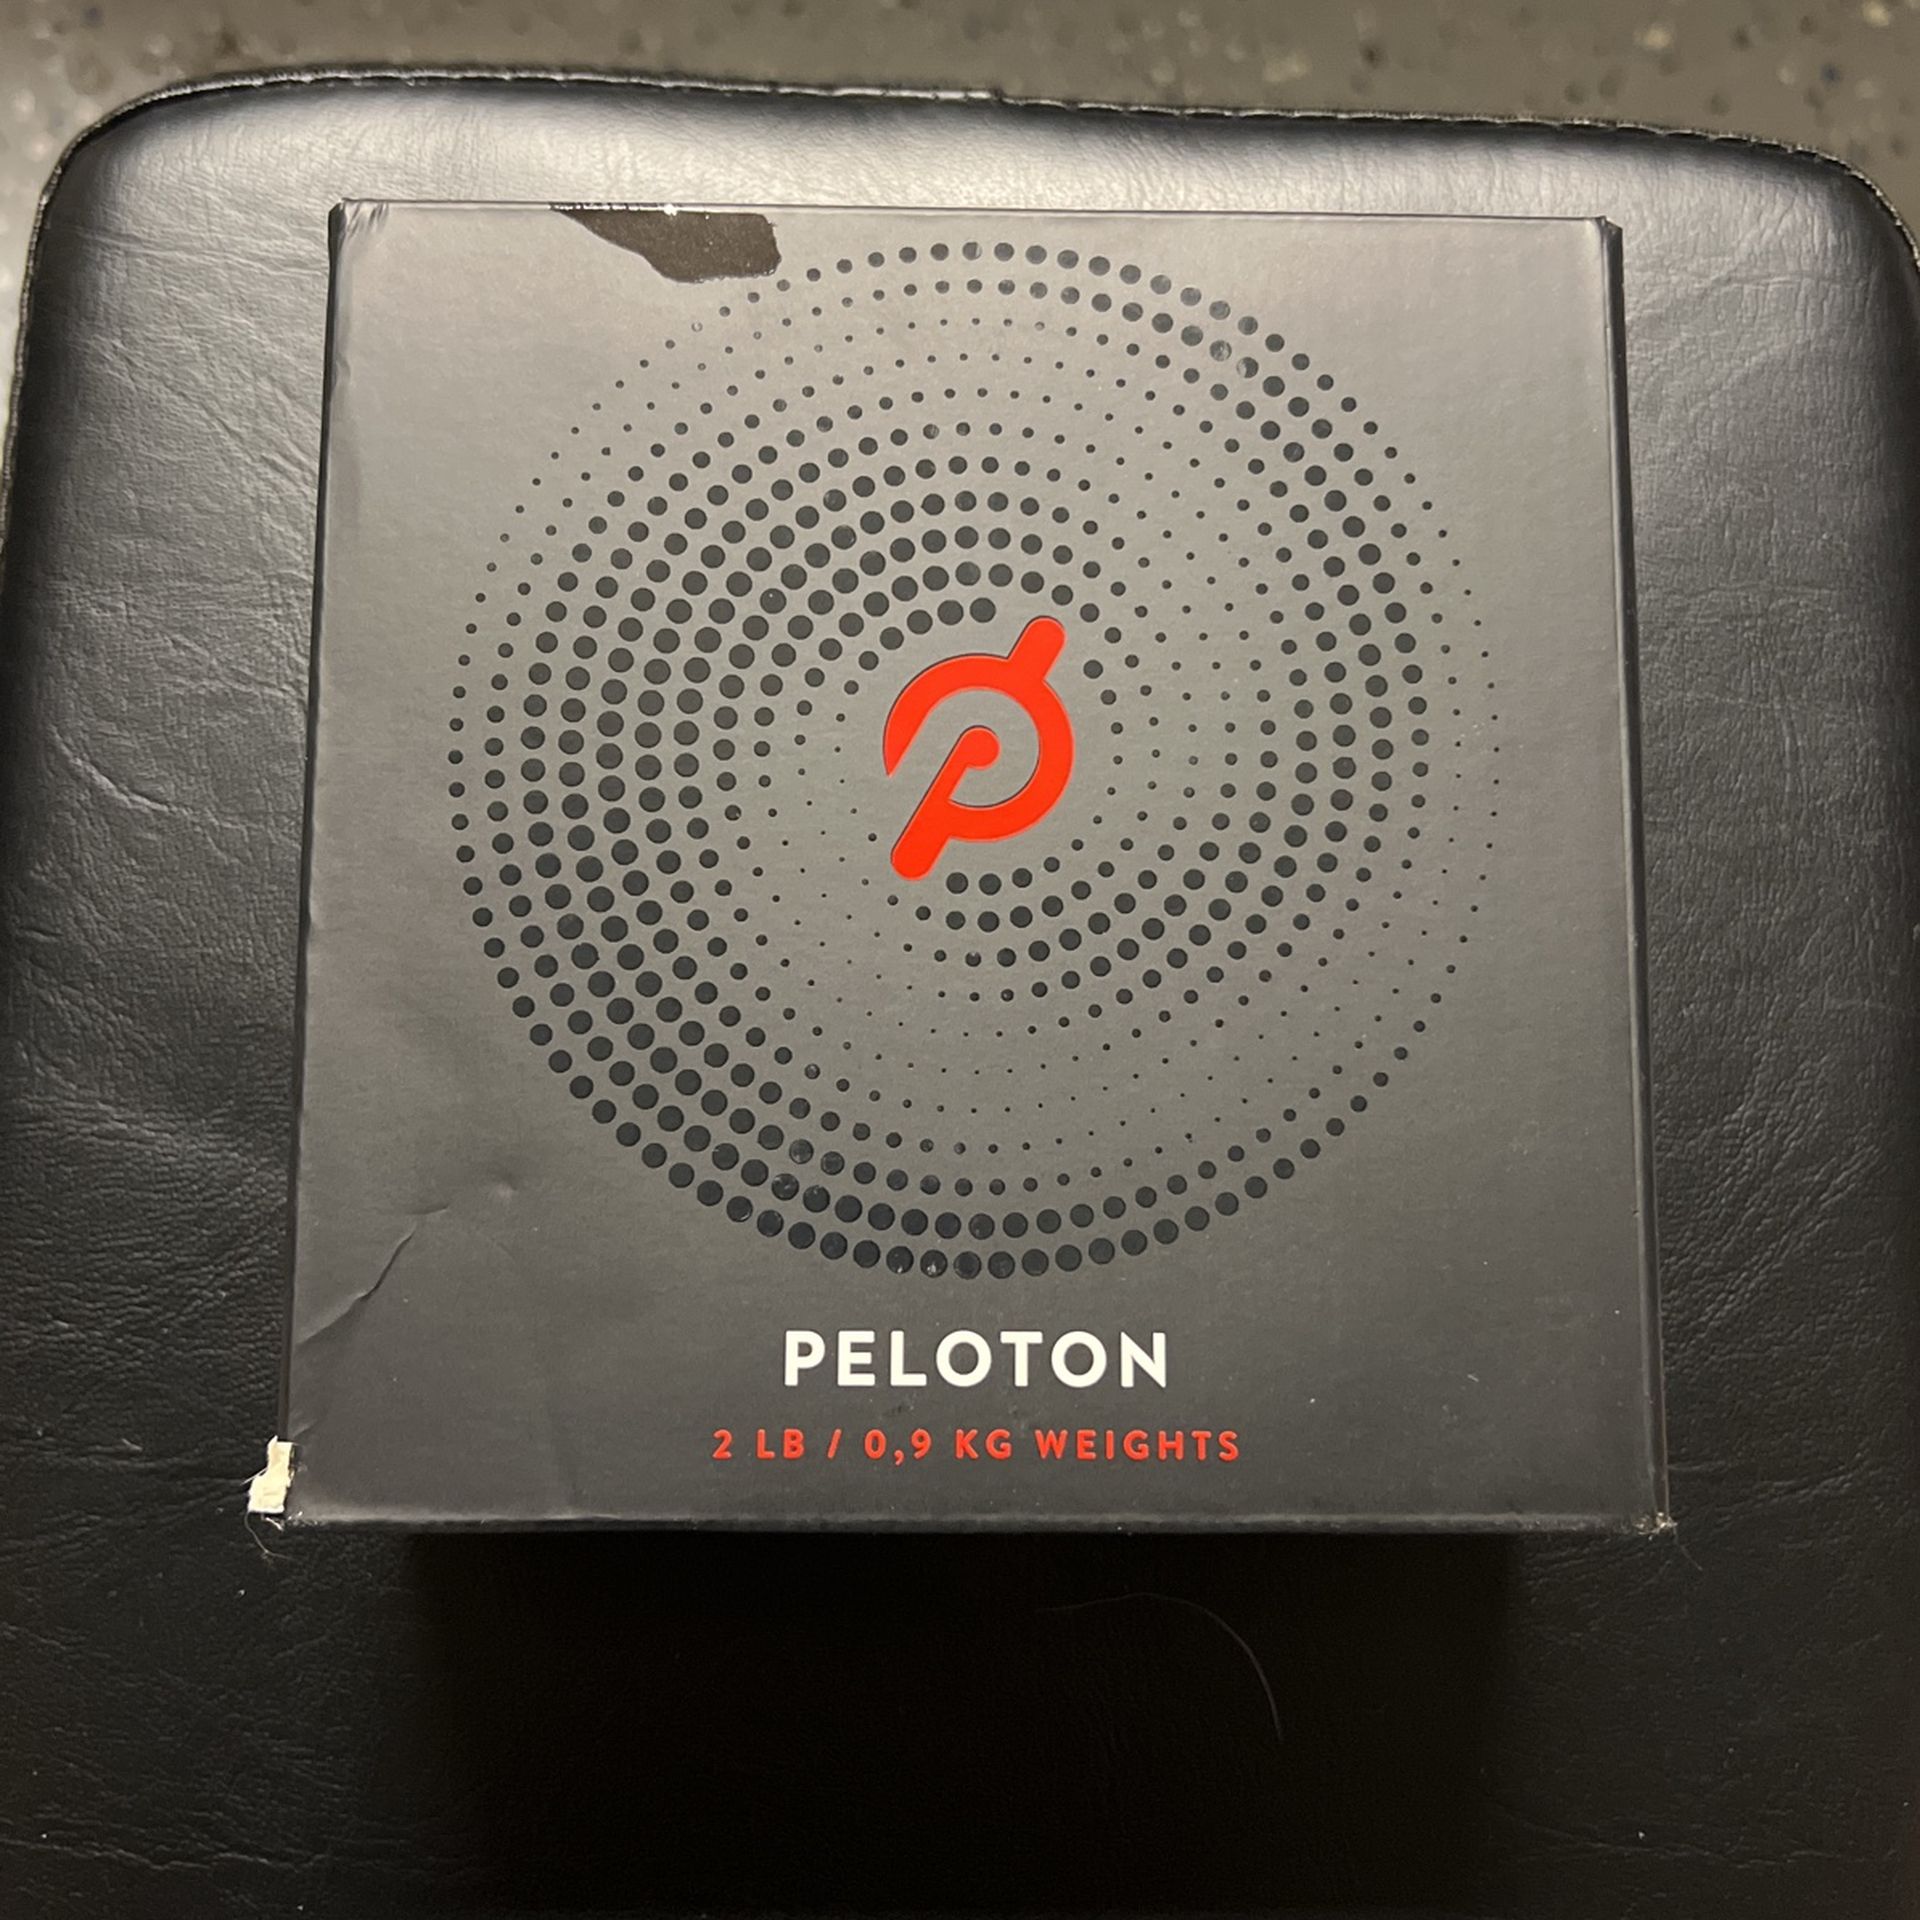 PELOTON
2 LB / 0,9 KG WEIGHTS